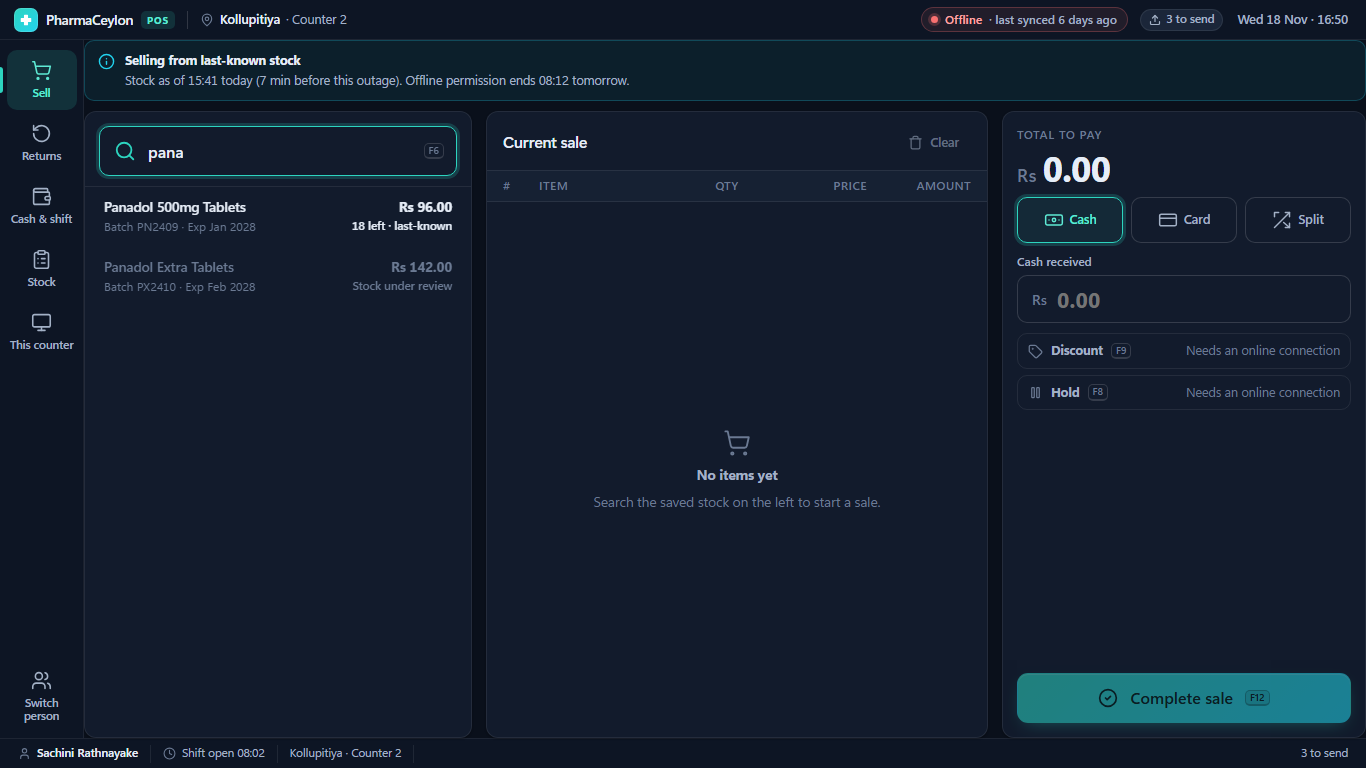 PharmaCeylon POS
Kollupitiya · Counter 2
Offline · last synced 6 days ago
3 to send
Wed 18 Nov · 16:50
Sell
Returns
Cash & shift
Stock
This counter
Switch
person
Selling from last-known stock
Stock as of 15:41 today (7 min before this outage). Offline permission ends 08:12 tomorrow.
pana F6
Panadol 500mg Tablets Rs 96.00
Batch PN2409 · Exp Jan 2028 18 left · last-known
Panadol Extra Tablets Rs 142.00
Batch PX2410 · Exp Feb 2028 Stock under review
Current sale Clear
# ITEM QTY PRICE AMOUNT
No items yet
Search the saved stock on the left to start a sale.
TOTAL TO PAY
Rs 0.00
Cash Card Split
Cash received
Rs 0.00
Discount F9 Needs an online connection
Hold F8 Needs an online connection
Complete sale F12
Sachini Rathnayake Shift open 08:02 Kollupitiya · Counter 2 3 to send